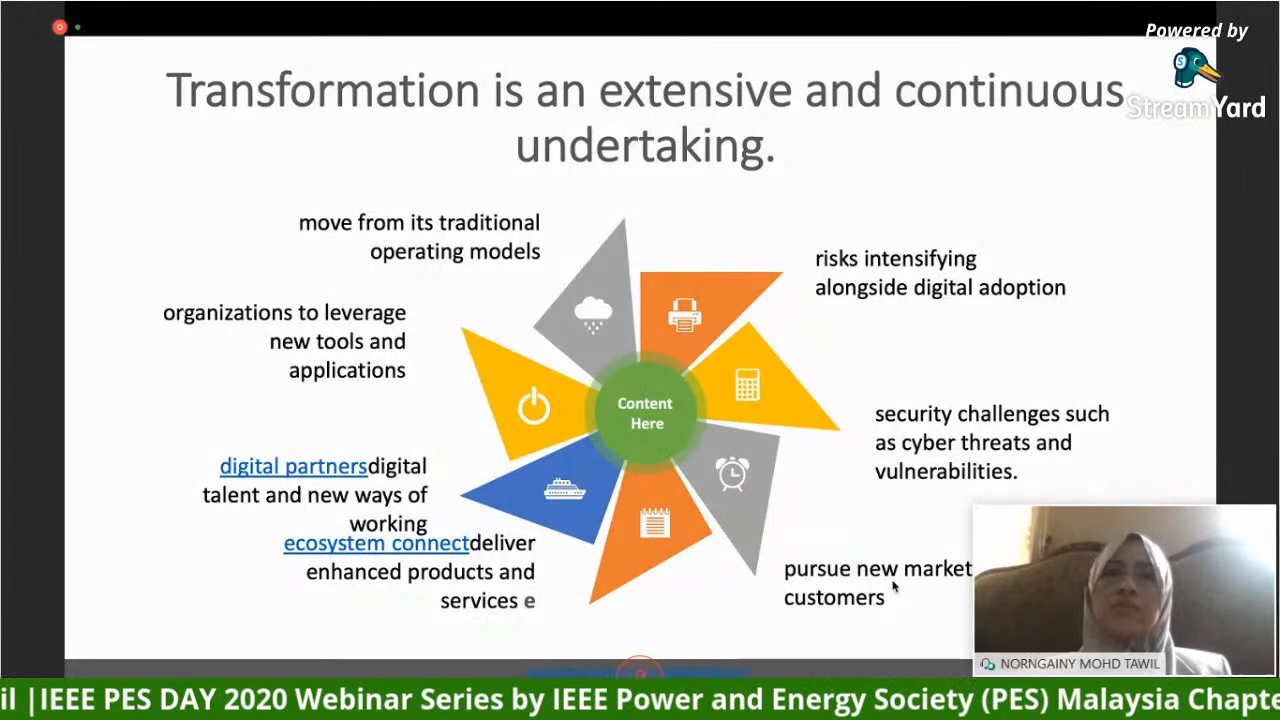 Powered by
StreamYard
Transformation is an extensive and continuous
undertaking.
move from its traditional
operating models
risks intensifying
alongside digital adoption
organizations to leverage
new tools and
applications
Content
Here
security challenges such
as cyber threats and
vulnerabilities.
digital partnersdigital
talent and new ways of
working
ecosystem connectdeliver
enhanced products and
services e
pursue new market
customers
NORNGAINY MOHD TAWIL
il |IEEE PES DAY 2020 Webinar Series by IEEE Power and Energy Society (PES) Malaysia Chapte